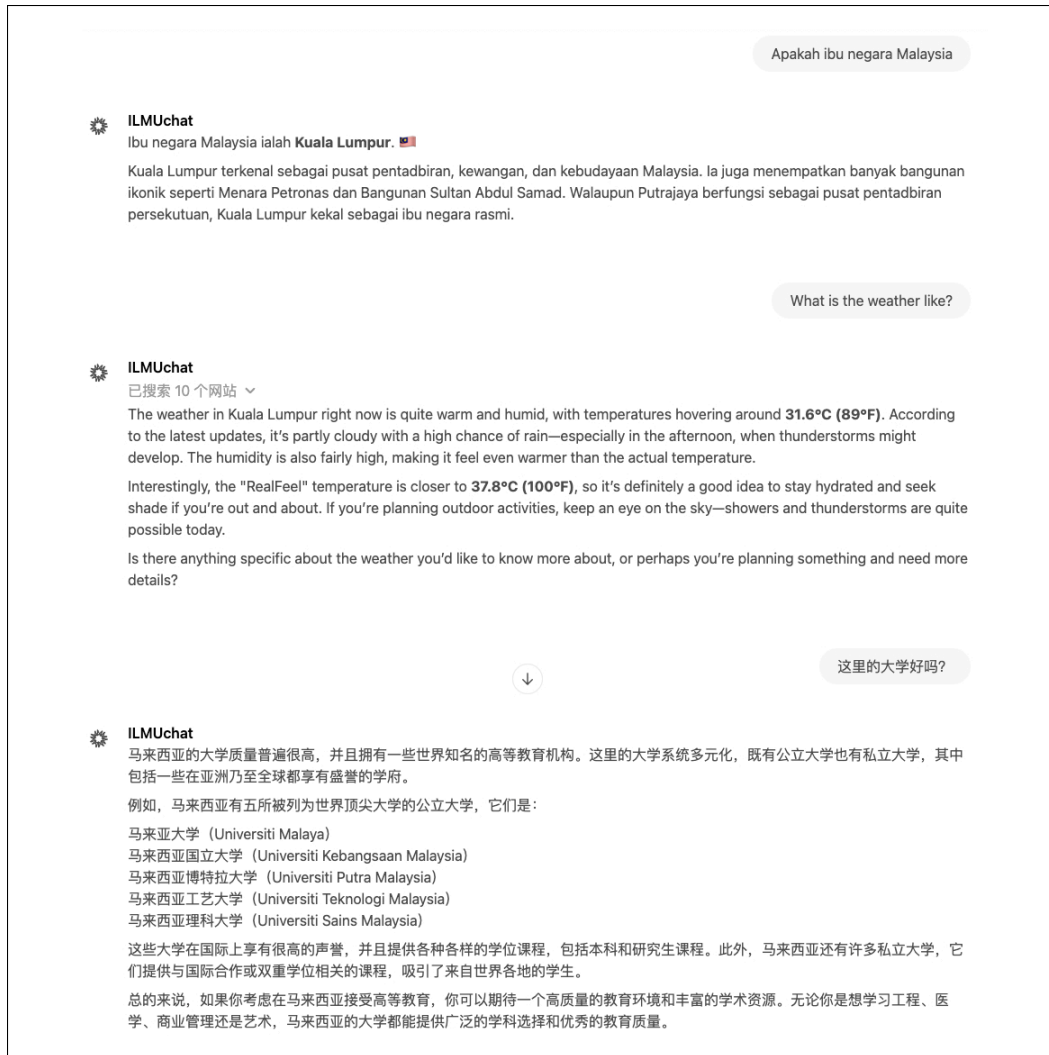 Apakah ibu negara Malaysia
ILMUchat
Ibu negara Malaysia ialah Kuala Lumpur. 🇲🇾
Kuala Lumpur terkenal sebagai pusat pentadbiran, kewangan, dan kebudayaan Malaysia. Ia juga menempatkan banyak bangunan
ikonik seperti Menara Petronas dan Bangunan Sultan Abdul Samad. Walaupun Putrajaya berfungsi sebagai pusat pentadbiran
persekutuan, Kuala Lumpur kekal sebagai ibu negara rasmi.
What is the weather like?
ILMUchat
已搜索 10 个网站
The weather in Kuala Lumpur right now is quite warm and humid, with temperatures hovering around 31.6°C (89°F). According
to the latest updates, it's partly cloudy with a high chance of rain—especially in the afternoon, when thunderstorms might
develop. The humidity is also fairly high, making it feel even warmer than the actual temperature.
Interestingly, the "RealFeel" temperature is closer to 37.8°C (100°F), so it's definitely a good idea to stay hydrated and seek
shade if you're out and about. If you're planning outdoor activities, keep an eye on the sky—showers and thunderstorms are quite
possible today.
Is there anything specific about the weather you'd like to know more about, or perhaps you're planning something and need more
details?
这里的大学好吗?
ILMUchat
马来西亚的大学质量普遍很高，并且拥有一些世界知名的高等教育机构。这里的大学系统多元化，既有公立大学也有私立大学，其中
包括一些在亚洲乃至全球都享有盛誉的学府。
例如，马来西亚有五所被列为世界顶尖大学的公立大学，它们是：
马来亚大学（Universiti Malaya）
马来西亚国立大学（Universiti Kebangsaan Malaysia）
马来西亚博特拉大学（Universiti Putra Malaysia）
马来西亚工艺大学（Universiti Teknologi Malaysia）
马来西亚理科大学（Universiti Sains Malaysia）
这些大学在国际上享有很高的声誉，并且提供各种各样的学位课程，包括本科和研究生课程。此外，马来西亚还有许多私立大学，它
们提供与国际合作或双重学位相关的课程，吸引了来自世界各地的学生。
总的来说，如果你考虑在马来西亚接受高等教育，你可以期待一个高质量的教育环境和丰富的学术资源。无论你是想学习工程、医
学、商业管理还是艺术，马来西亚的大学都能提供广泛的学科选择和优秀的教育质量。